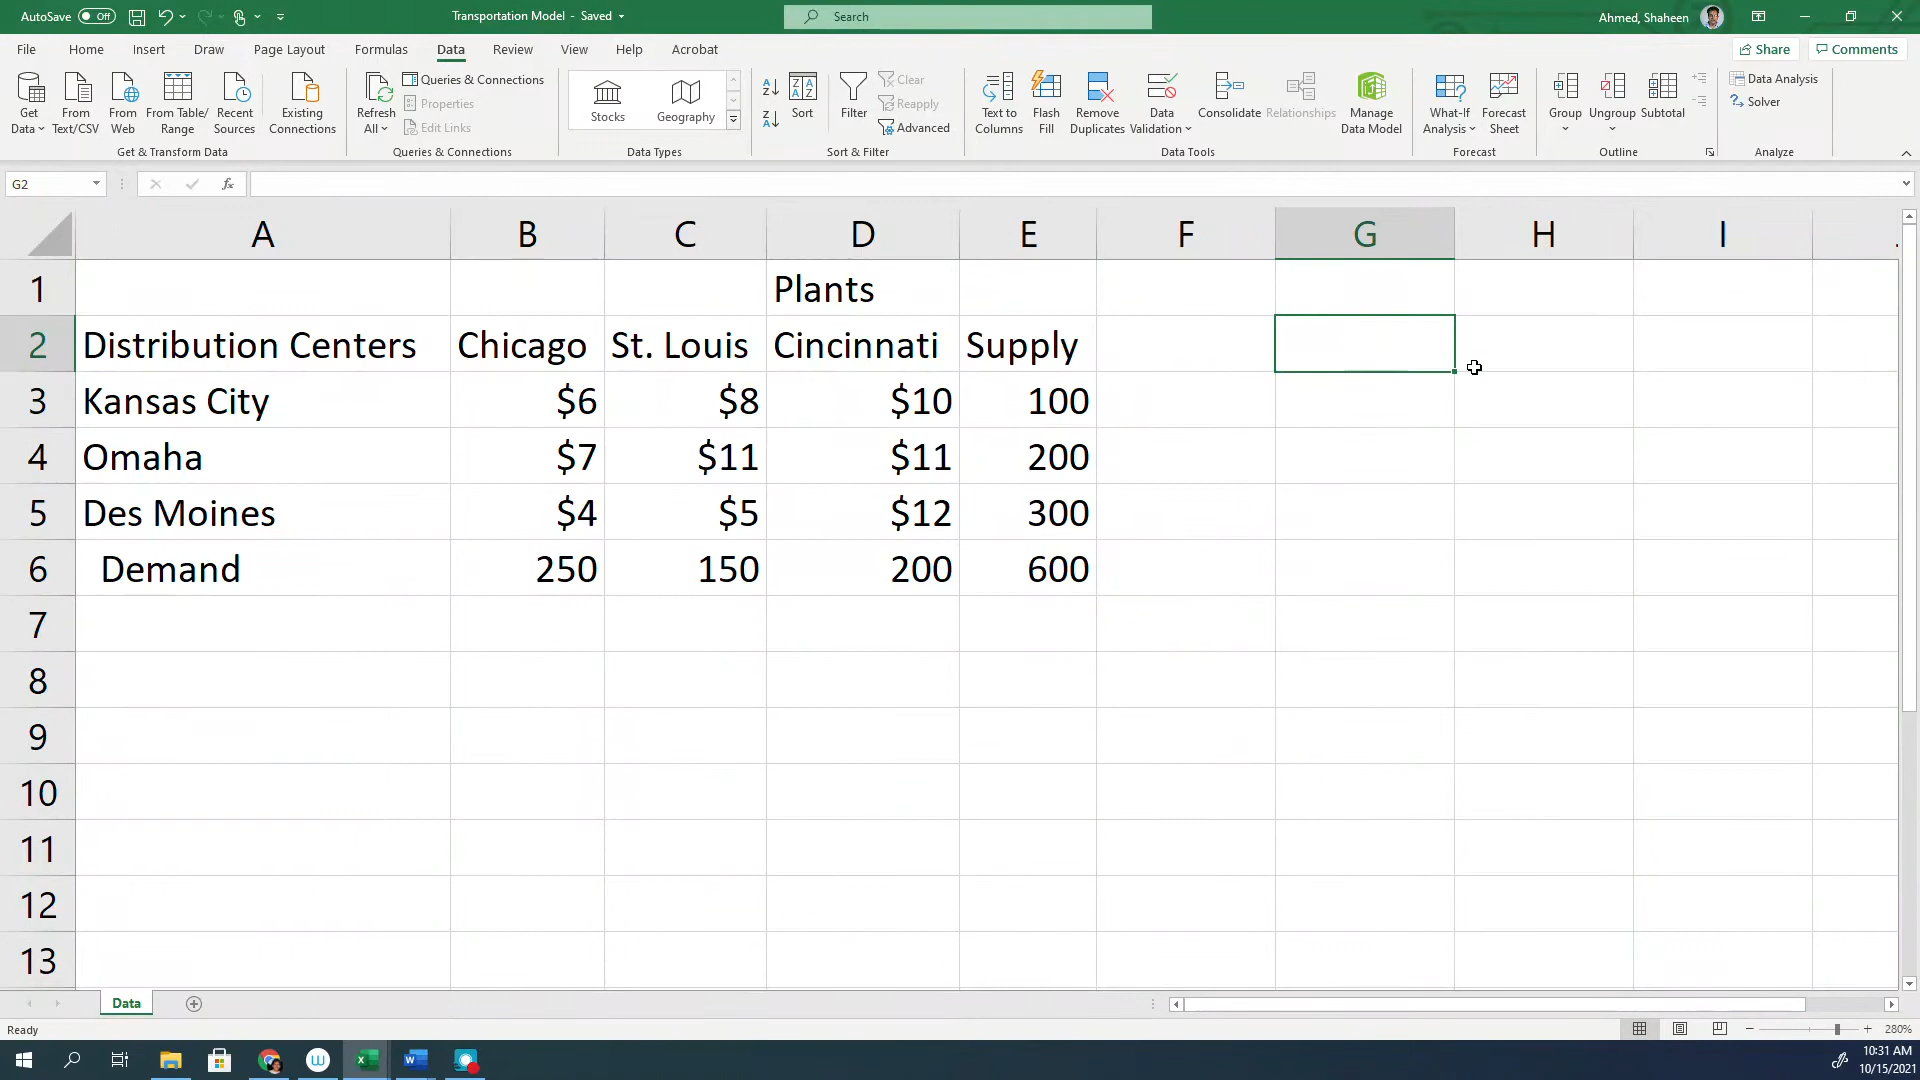 AutoSave Off Transportation Model - Saved Search Ahmed, Shaheen
File Home Insert Draw Page Layout Formulas Data Review View Help Acrobat Share Comments
Get Data From Text/CSV From Web From Table/ Range Recent Sources Existing Connections
Get & Transform Data
Refresh All Queries & Connections
Properties
Edit Links
Queries & Connections
Stocks Geography
Data Types
Sort Filter Clear
Reapply
Advanced
Sort & Filter
Text to Columns Flash Fill Remove Duplicates Data Validation Consolidate Relationships Manage Data Model
Data Tools
What-If Analysis Forecast Sheet
Forecast
Group Ungroup Subtotal
Outline
Data Analysis
Solver
Analyze
G2 fx
A B C D E F G H I
1 Plants
2 Distribution Centers Chicago St. Louis Cincinnati Supply
3 Kansas City $6 $8 $10 100
4 Omaha $7 $11 $11 200
5 Des Moines $4 $5 $12 300
6 Demand 250 150 200 600
7
8
9
10
11
12
13
Data
Ready 280%
10:31 AM
10/15/2021